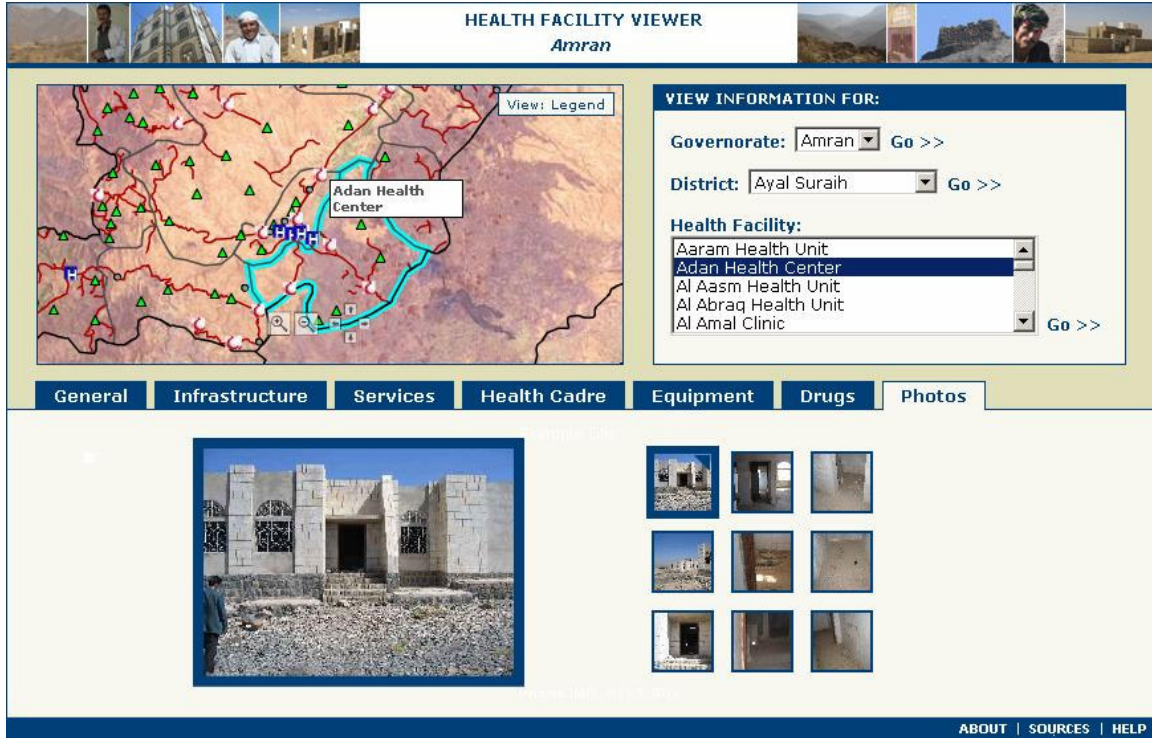 HEALTH FACILITY VIEWER
Amran
View: Legend
Adan Health
Center
H H H H
H
VIEW INFORMATION FOR:
Governorate: Amran Go >>
District: Ayal Suraih Go >>
Health Facility:
Aaram Health Unit
Adan Health Center
Al Aasm Health Unit
Al Abraq Health Unit
Al Amal Clinic
Go >>
General Infrastructure Services Health Cadre Equipment Drugs Photos
ABOUT | SOURCES | HELP